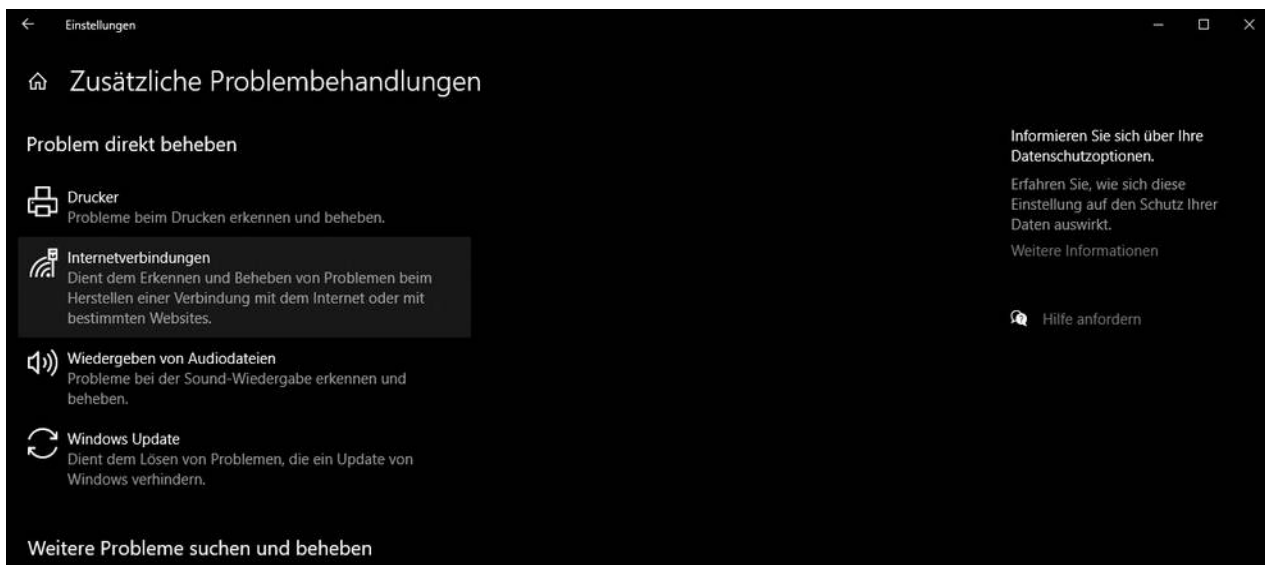 Einstellungen
Zusätzliche Problembehandlungen
Problem direkt beheben
Drucker
Probleme beim Drucken erkennen und beheben.
Internetverbindungen
Dient dem Erkennen und Beheben von Problemen beim
Herstellen einer Verbindung mit dem Internet oder mit
bestimmten Websites.
Wiedergeben von Audiodateien
Probleme bei der Sound-Wiedergabe erkennen und
beheben.
Windows Update
Dient dem Lösen von Problemen, die ein Update von
Windows verhindern.
Weitere Probleme suchen und beheben
Informieren Sie sich über Ihre
Datenschutzoptionen.
Erfahren Sie, wie sich diese
Einstellung auf den Schutz Ihrer
Daten auswirkt.
Weitere Informationen
Hilfe anfordern